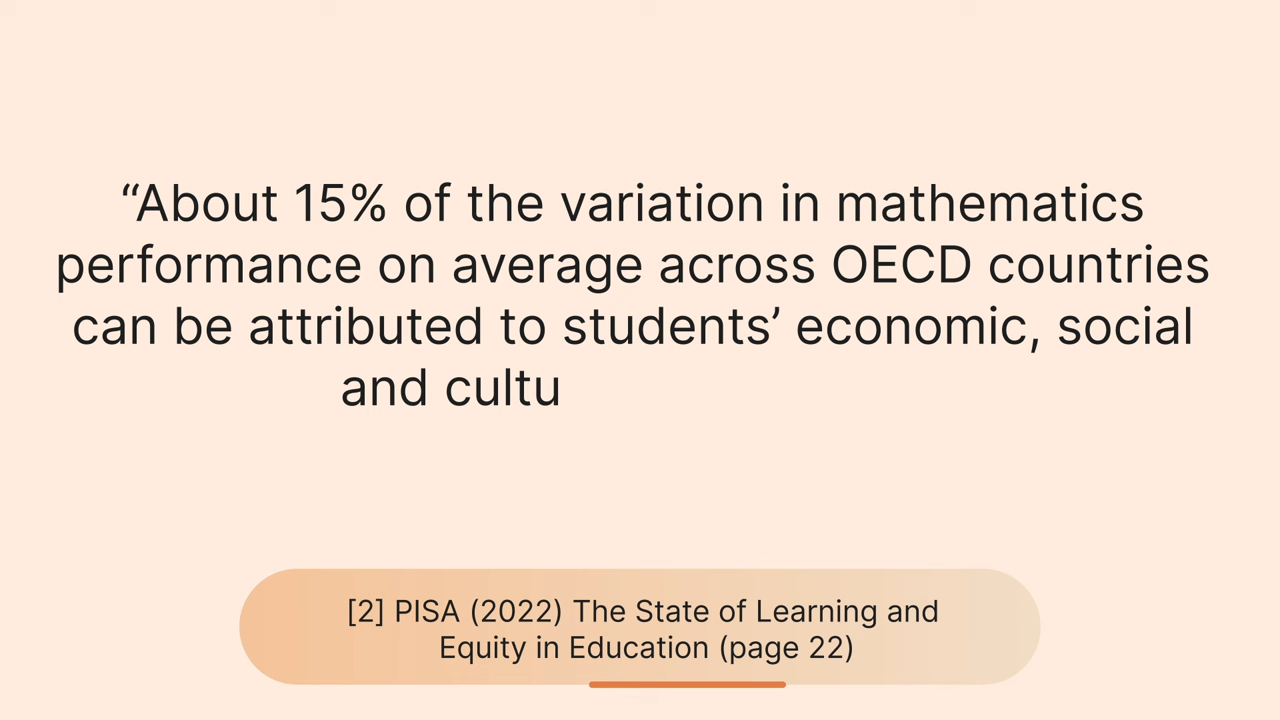 “About 15% of the variation in mathematics
performance on average across OECD countries
can be attributed to students’ economic, social
and cultu
[2] PISA (2022) The State of Learning and
Equity in Education (page 22)